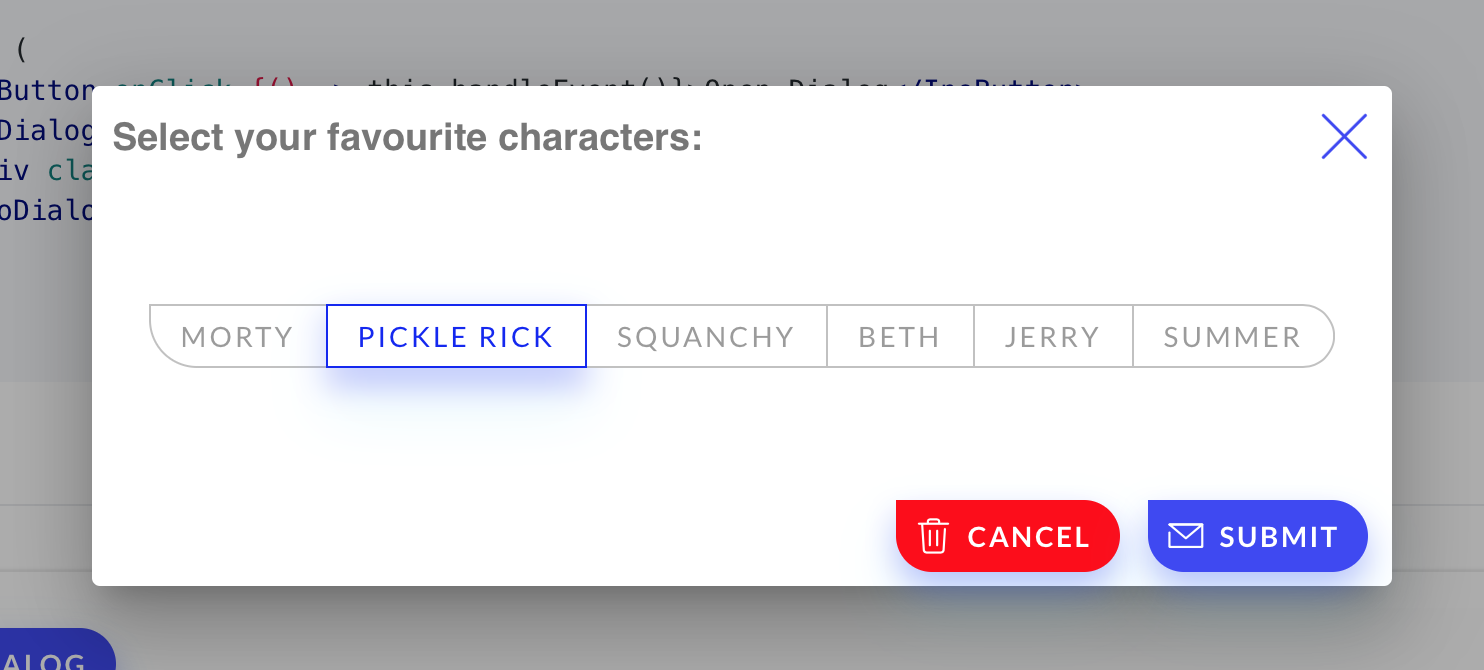 (
Button onClick {() => this.handleEvent()}>Open Dialog</InoButton>
Dialog
iv cla
oDialo
Select your favourite characters:
MORTY PICKLE RICK SQUANCHY BETH JERRY SUMMER
CANCEL SUBMIT
ALOG